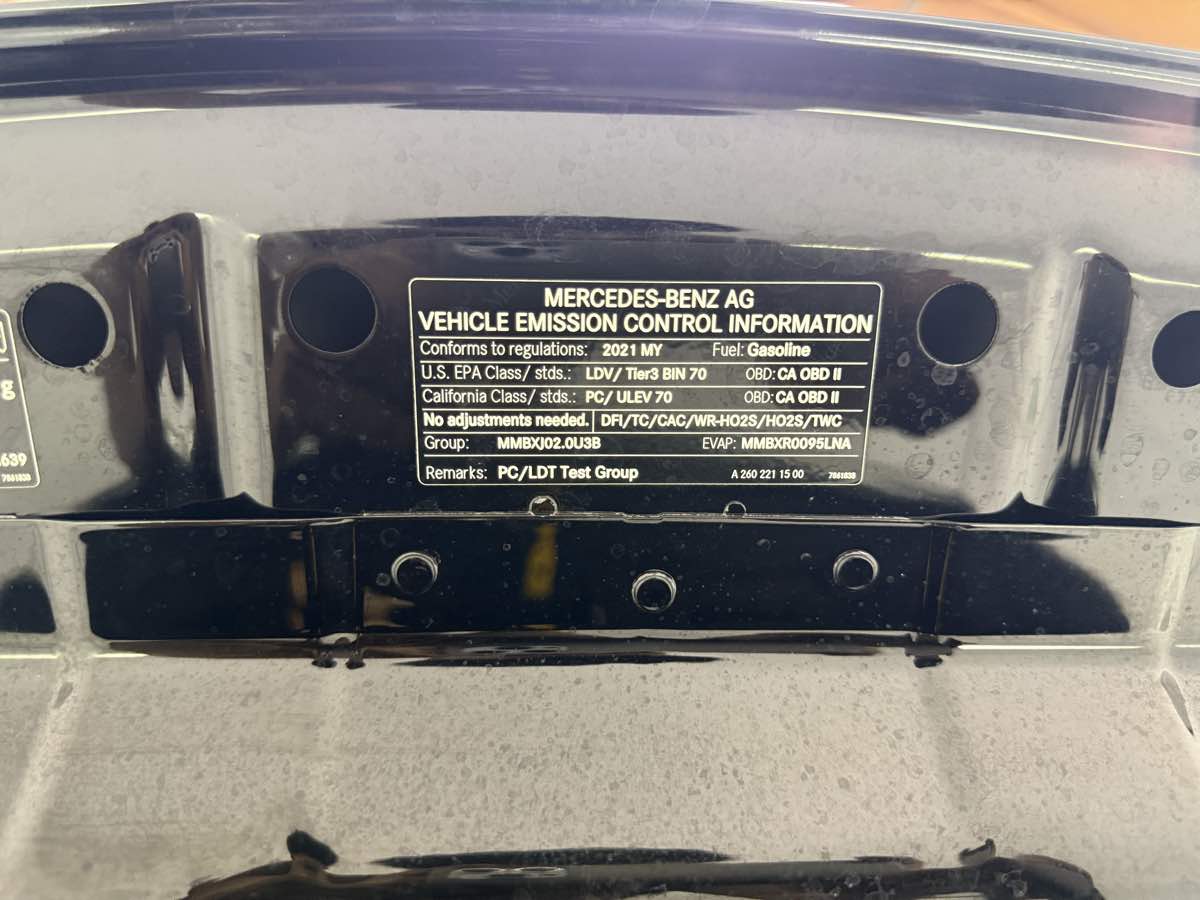 MERCEDES-BENZ AG
VEHICLE EMISSION CONTROL INFORMATION
Conforms to regulations: 2021 MY Fuel: Gasoline
U.S. EPA Class/ stds.: LDV/ Tier3 BIN 70 OBD: CA OBD II
California Class/ stds.: PC/ ULEV 70 OBD: CA OBD II
No adjustments needed. DFI/TC/CAC/WR-HO2S/HO2S/TWC
Group: MMBXJ02.0U3B EVAP: MMBXR0095LNA
Remarks: PC/LDT Test Group A 260 221 15 00 7861838
g
639
7861838